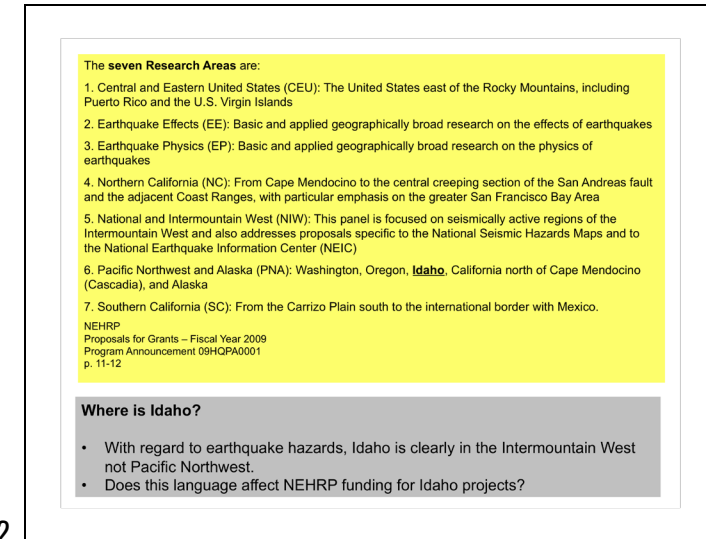 The seven Research Areas are:
1. Central and Eastern United States (CEU): The United States east of the Rocky Mountains, including
Puerto Rico and the U.S. Virgin Islands
2. Earthquake Effects (EE): Basic and applied geographically broad research on the effects of earthquakes
3. Earthquake Physics (EP): Basic and applied geographically broad research on the physics of
earthquakes
4. Northern California (NC): From Cape Mendocino to the central creeping section of the San Andreas fault
and the adjacent Coast Ranges, with particular emphasis on the greater San Francisco Bay Area
5. National and Intermountain West (NIW): This panel is focused on seismically active regions of the
Intermountain West and also addresses proposals specific to the National Seismic Hazards Maps and to
the National Earthquake Information Center (NEIC)
6. Pacific Northwest and Alaska (PNA): Washington, Oregon, Idaho, California north of Cape Mendocino
(Cascadia), and Alaska
7. Southern California (SC): From the Carrizo Plain south to the international border with Mexico.
NEHRP
Proposals for Grants – Fiscal Year 2009
Program Announcement 09HQPA0001
p. 11-12
Where is Idaho?
• With regard to earthquake hazards, Idaho is clearly in the Intermountain West
not Pacific Northwest.
• Does this language affect NEHRP funding for Idaho projects?